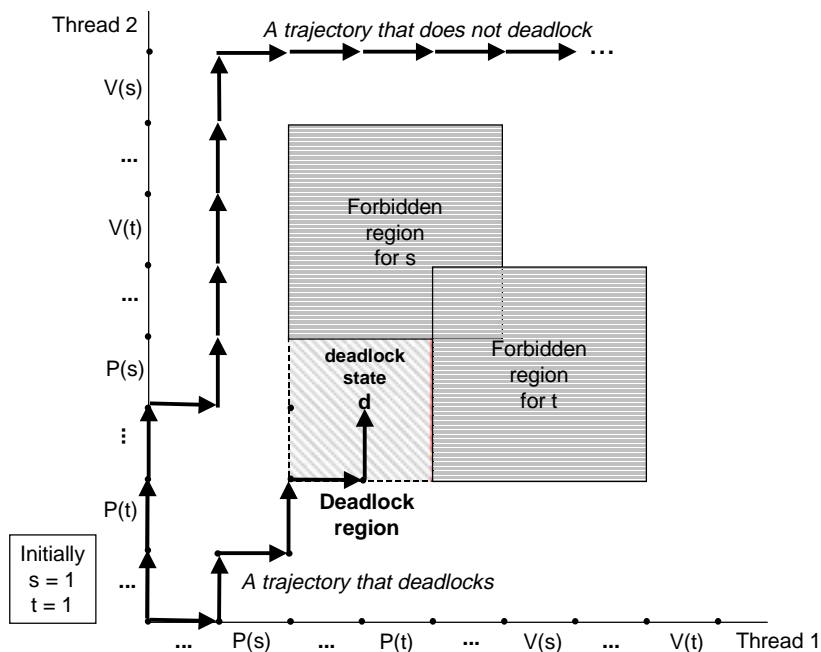 Thread 2
A trajectory that does not deadlock
...
V(s)
...
V(t)
...
P(s)
...
P(t)
...
Forbidden
region
for s
Forbidden
region
for t
deadlock
state
d
Deadlock
region
A trajectory that deadlocks
Initially
s = 1
t = 1
... P(s) ... P(t) ... V(s) ... V(t) Thread 1